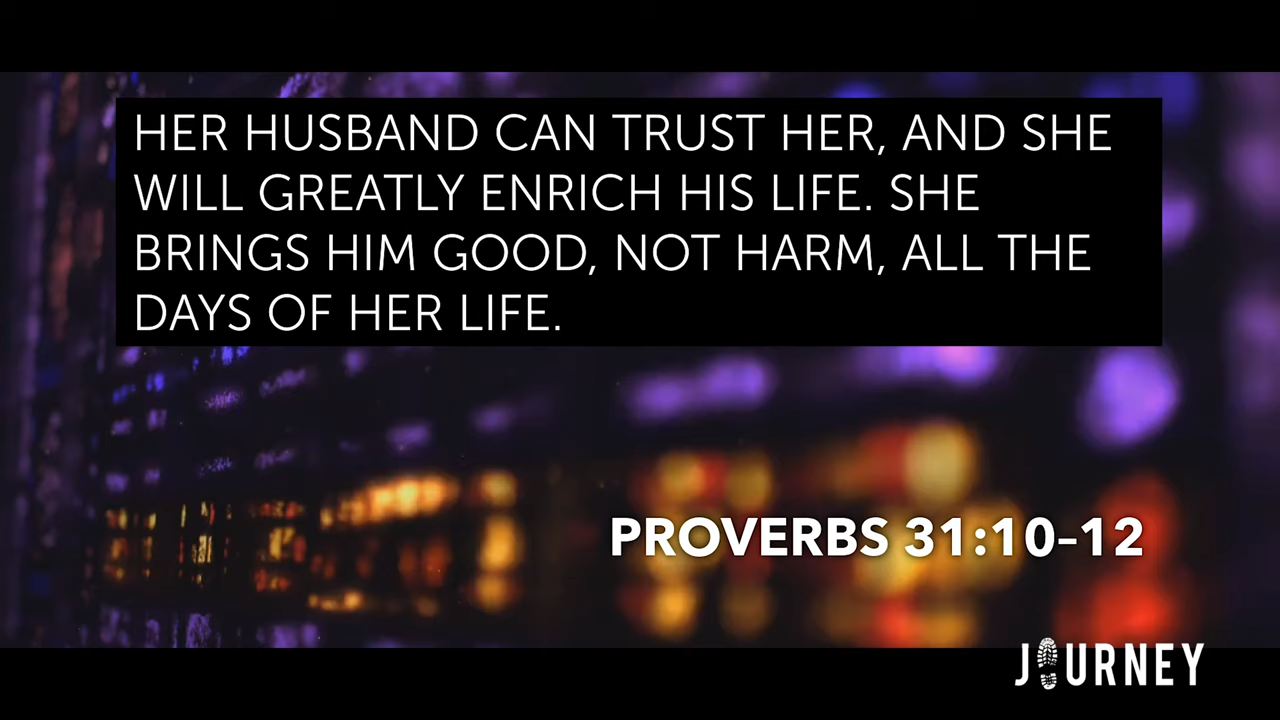 HER HUSBAND CAN TRUST HER, AND SHE
WILL GREATLY ENRICH HIS LIFE. SHE
BRINGS HIM GOOD, NOT HARM, ALL THE
DAYS OF HER LIFE.
PROVERBS 31:10-12
JOURNEY